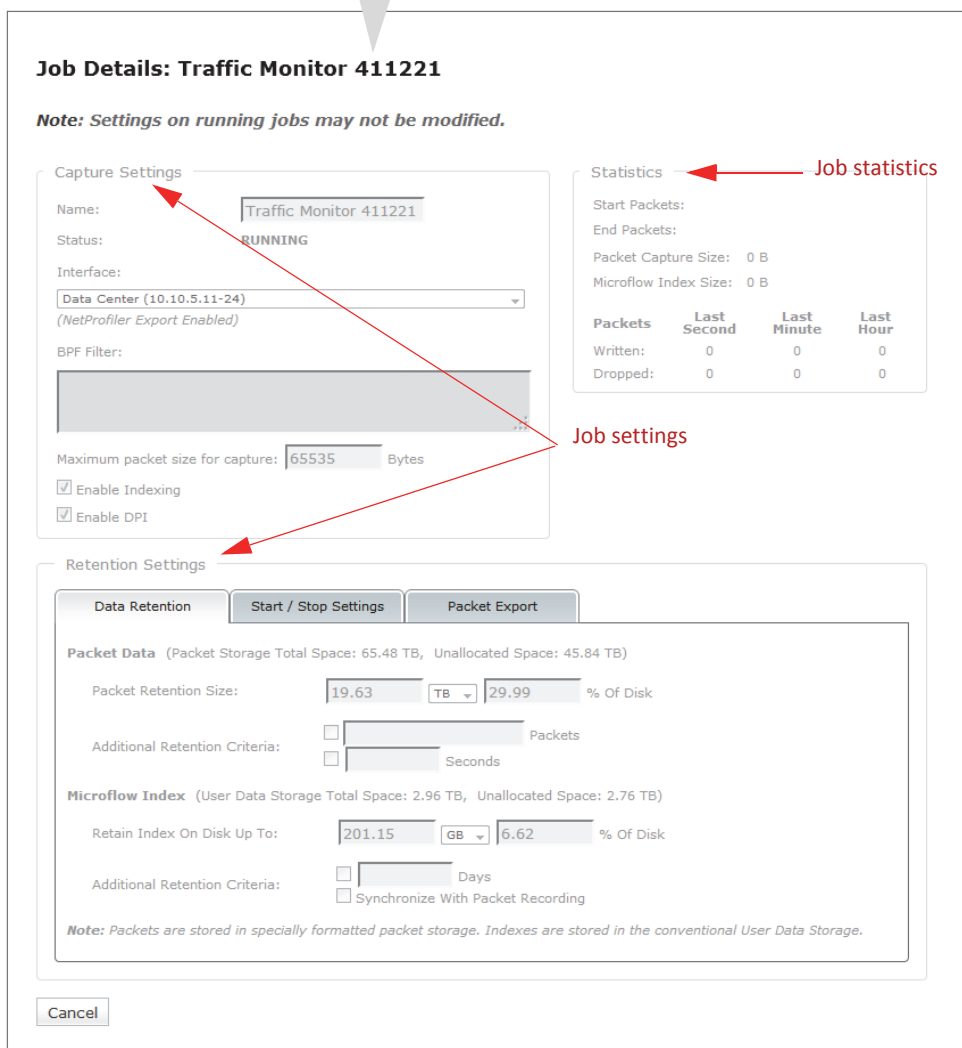 Job Details: Traffic Monitor 411221
Note: Settings on running jobs may not be modified.
Capture Settings
Name: Traffic Monitor 411221
Status: RUNNING
Interface:
Data Center (10.10.5.11-24)
(NetProfiler Export Enabled)
BPF Filter:
Maximum packet size for capture: 65535 Bytes
Enable Indexing
Enable DPI
Statistics
Job statistics
Start Packets:
End Packets:
Packet Capture Size: 0 B
Microflow Index Size: 0 B
Packets Last Second Last Minute Last Hour
Written: 0 0 0
Dropped: 0 0 0
Job settings
Retention Settings
Data Retention Start / Stop Settings Packet Export
Packet Data (Packet Storage Total Space: 65.48 TB, Unallocated Space: 45.84 TB)
Packet Retention Size: 19.63 TB 29.99 % Of Disk
Additional Retention Criteria: Packets
Seconds
Microflow Index (User Data Storage Total Space: 2.96 TB, Unallocated Space: 2.76 TB)
Retain Index On Disk Up To: 201.15 GB 6.62 % Of Disk
Additional Retention Criteria: Days
Synchronize With Packet Recording
Note: Packets are stored in specially formatted packet storage. Indexes are stored in the conventional User Data Storage.
Cancel